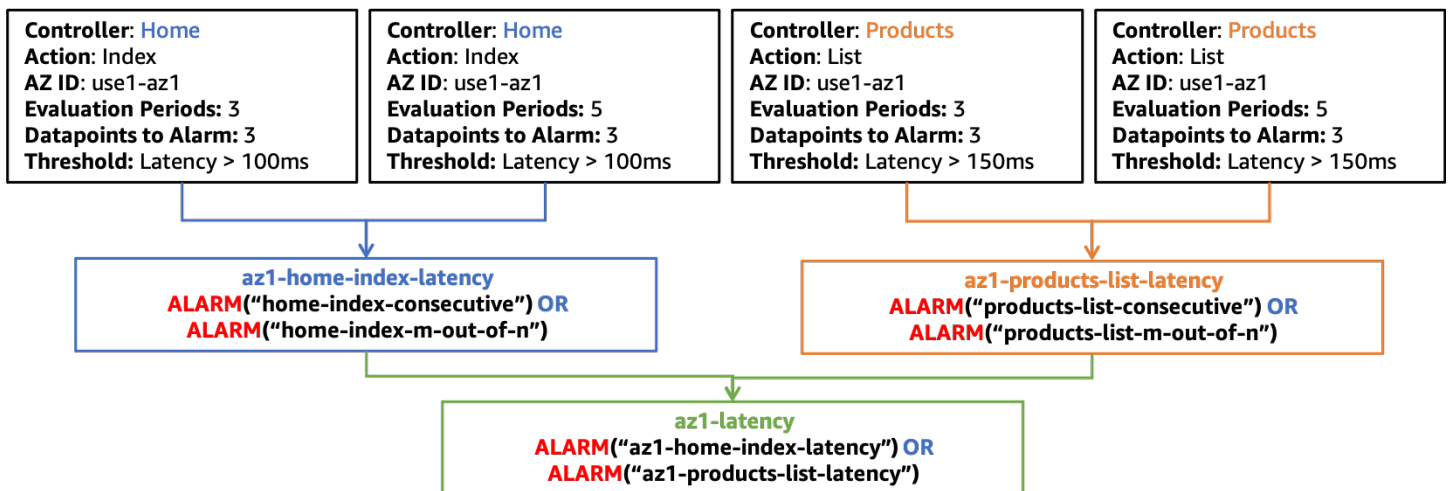 Controller: Home
Action: Index
AZ ID: use1-az1
Evaluation Periods: 3
Datapoints to Alarm: 3
Threshold: Latency > 100ms
Controller: Home
Action: Index
AZ ID: use1-az1
Evaluation Periods: 5
Datapoints to Alarm: 3
Threshold: Latency > 100ms
Controller: Products
Action: List
AZ ID: use1-az1
Evaluation Periods: 3
Datapoints to Alarm: 3
Threshold: Latency > 150ms
Controller: Products
Action: List
AZ ID: use1-az1
Evaluation Periods: 5
Datapoints to Alarm: 3
Threshold: Latency > 150ms
az1-home-index-latency
ALARM(“home-index-consecutive”) OR
ALARM(“home-index-m-out-of-n”)
az1-products-list-latency
ALARM(“products-list-consecutive”) OR
ALARM(“products-list-m-out-of-n”)
az1-latency
ALARM(“az1-home-index-latency”) OR
ALARM(“az1-products-list-latency”)